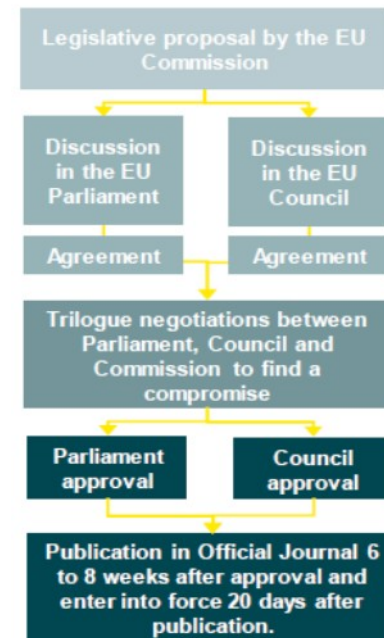 Legislative proposal by the EU
Commission
Discussion
in the EU
Parliament
Discussion
in the EU
Council
Agreement
Agreement
Trilogue negotiations between
Parliament, Council and
Commission to find a
compromise
Parliament
approval
Council
approval
Publication in Official Journal 6
to 8 weeks after approval and
enter into force 20 days after
publication.